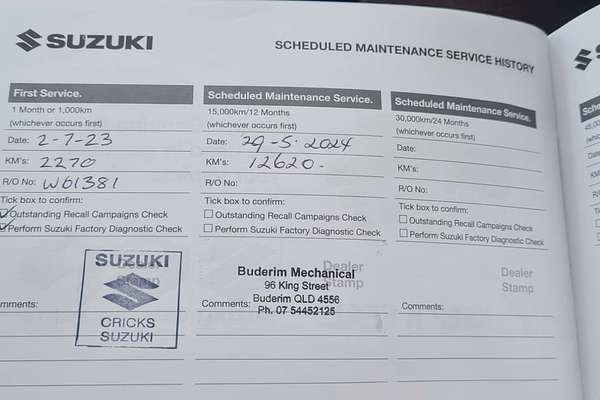 SUZUKI
SCHEDULED MAINTENANCE SERVICE HISTORY
First Service.
1 Month or 1,000km
(whichever occurs first)
Date: 2-7-23
KM's: 2270
R/O No: W61381
Tick box to confirm:
Outstanding Recall Campaigns Check
Perform Suzuki Factory Diagnostic Check
Dealer
Stamp
SUZUKI
CRICKS
SUZUKI
mments:
Scheduled Maintenance Service.
15,000km/12 Months
(whichever occurs first)
Date: 29-5-2024
KM's: 12620-
R/O No:
Tick box to confirm:
Outstanding Recall Campaigns Check
Perform Suzuki Factory Diagnostic Check
Dealer
Stamp
Buderim Mechanical
96 King Street
Buderim QLD 4556
Ph. 07 54452125
Comments:
Scheduled Maintenance Service.
30,000km/24 Months
(whichever occurs first)
Date:
KM's:
R/O No:
Tick box to confirm:
Outstanding Recall Campaigns Check
Perform Suzuki Factory Diagnostic Check
Dealer
Stamp
Comments: